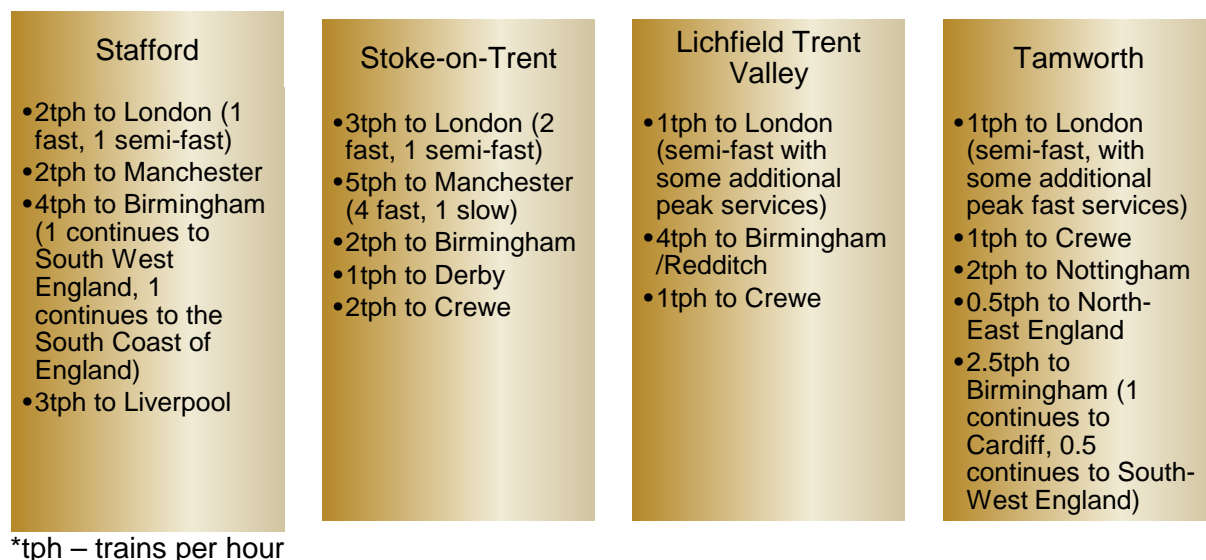 Stafford
•2tph to London (1
fast, 1 semi-fast)
•2tph to Manchester
•4tph to Birmingham
(1 continues to
South West
England, 1
continues to the
South Coast of
England)
•3tph to Liverpool
Stoke-on-Trent
•3tph to London (2
fast, 1 semi-fast)
•5tph to Manchester
(4 fast, 1 slow)
•2tph to Birmingham
•1tph to Derby
•2tph to Crewe
Lichfield Trent
Valley
•1tph to London
(semi-fast with
some additional
peak services)
•4tph to Birmingham
/Redditch
•1tph to Crewe
Tamworth
•1tph to London
(semi-fast, with
some additional
peak fast services)
•1tph to Crewe
•2tph to Nottingham
•0.5tph to North-
East England
•2.5tph to
Birmingham (1
continues to
Cardiff, 0.5
continues to South-
West England)
*tph – trains per hour